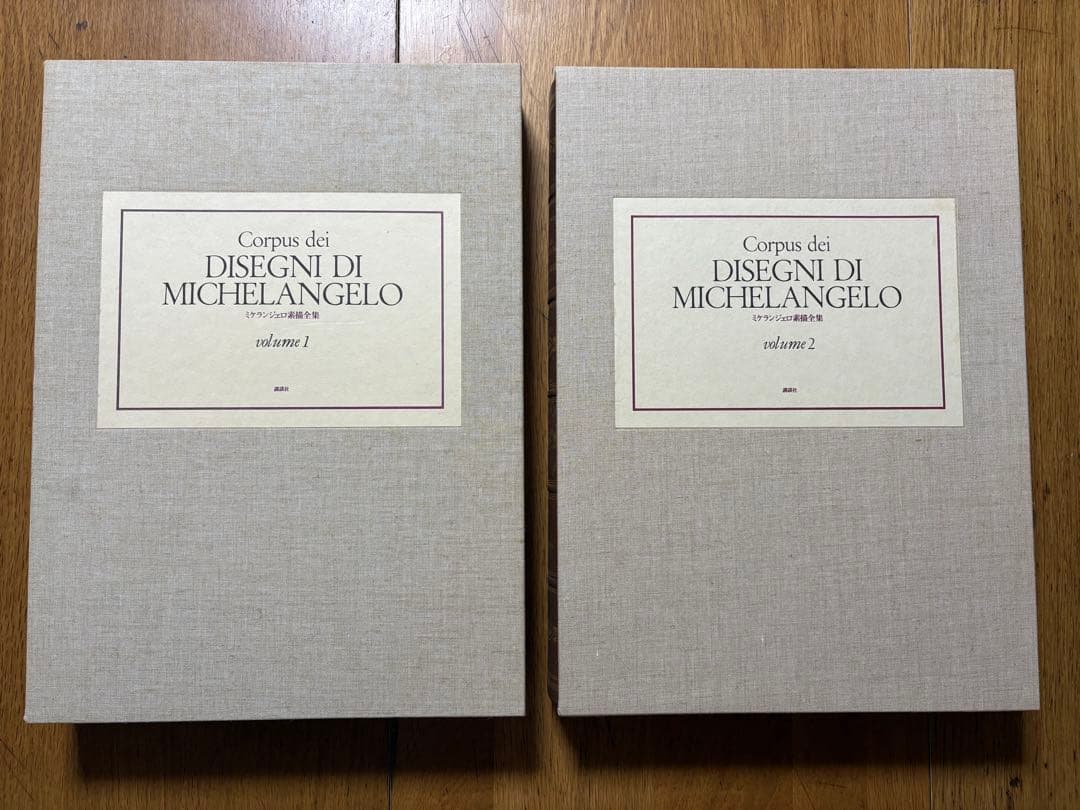 Corpus dei
DISEGNI DI
MICHELANGELO
ミケランジェロ素描全集
volume 1
講談社
Corpus dei
DISEGNI DI
MICHELANGELO
ミケランジェロ素描全集
volume 2
講談社